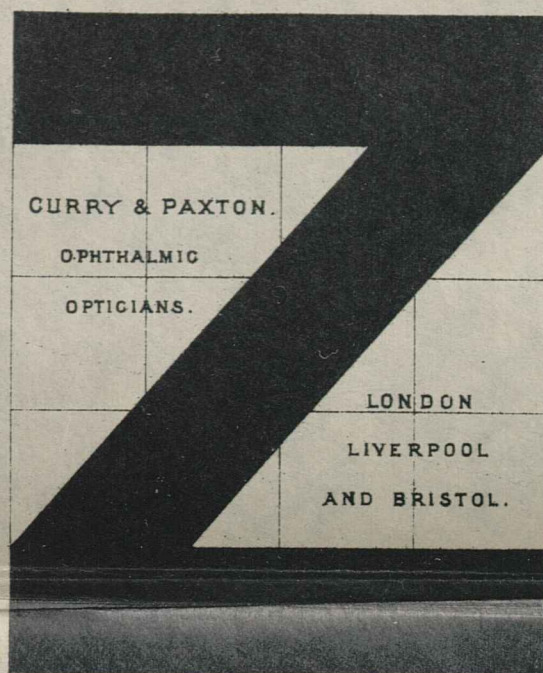 Z
CURRY & PAXTON.
OPHTHALMIC
OPTICIANS.
LONDON
LIVERPOOL
AND BRISTOL.